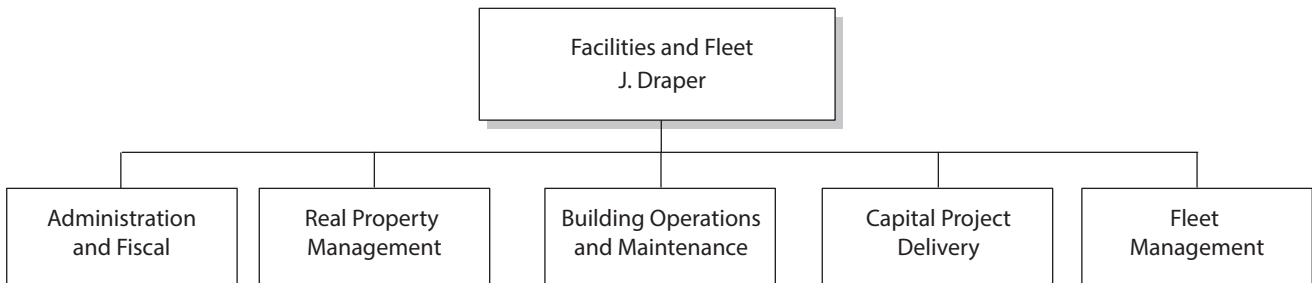 Facilities and Fleet
J. Draper
Administration
and Fiscal
Real Property
Management
Building Operations
and Maintenance
Capital Project
Delivery
Fleet
Management